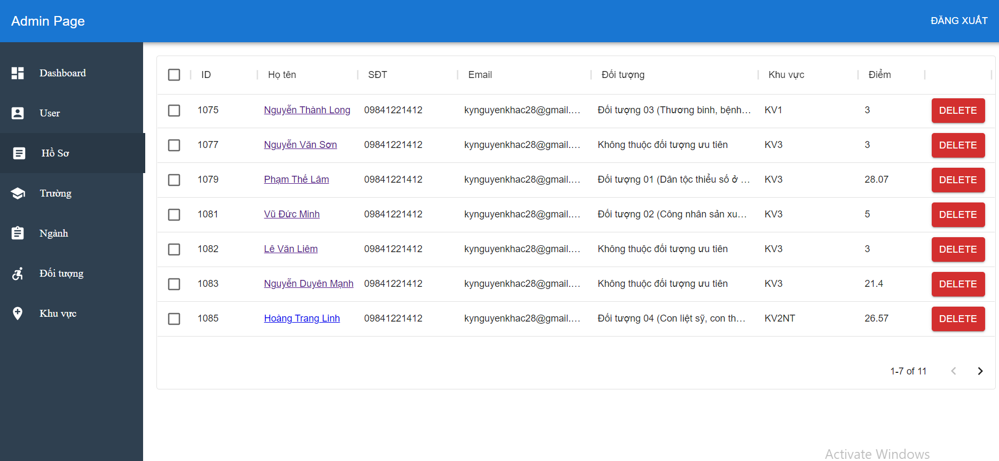 Admin Page
ĐĂNG XUẤT
Dashboard
User
Hồ Sơ
Trường
Ngành
Đối tượng
Khu vực
ID Họ tên SĐT Email Đối tượng Khu vực Điểm
1075 Nguyễn Thành Long 09841221412 kynguyenkhac28@gmail.... Đối tượng 03 (Thương binh, bệnh... KV1 3 DELETE
1077 Nguyễn Văn Sơn 09841221412 kynguyenkhac28@gmail.... Không thuộc đối tượng ưu tiên KV3 3 DELETE
1079 Phạm Thế Lâm 09841221412 kynguyenkhac28@gmail.... Đối tượng 01 (Dân tộc thiểu số ở ... KV3 28.07 DELETE
1081 Vũ Đức Minh 09841221412 kynguyenkhac28@gmail.... Đối tượng 02 (Công nhân sản xu... KV3 5 DELETE
1082 Lê Văn Liêm 09841221412 kynguyenkhac28@gmail.... Không thuộc đối tượng ưu tiên KV3 3 DELETE
1083 Nguyễn Duyên Mạnh 09841221412 kynguyenkhac28@gmail.... Không thuộc đối tượng ưu tiên KV3 21.4 DELETE
1085 Hoàng Trang Linh 09841221412 kynguyenkhac28@gmail.... Đối tượng 04 (Con liệt sỹ, con th... KV2NT 26.57 DELETE
1-7 of 11
Activate Windows